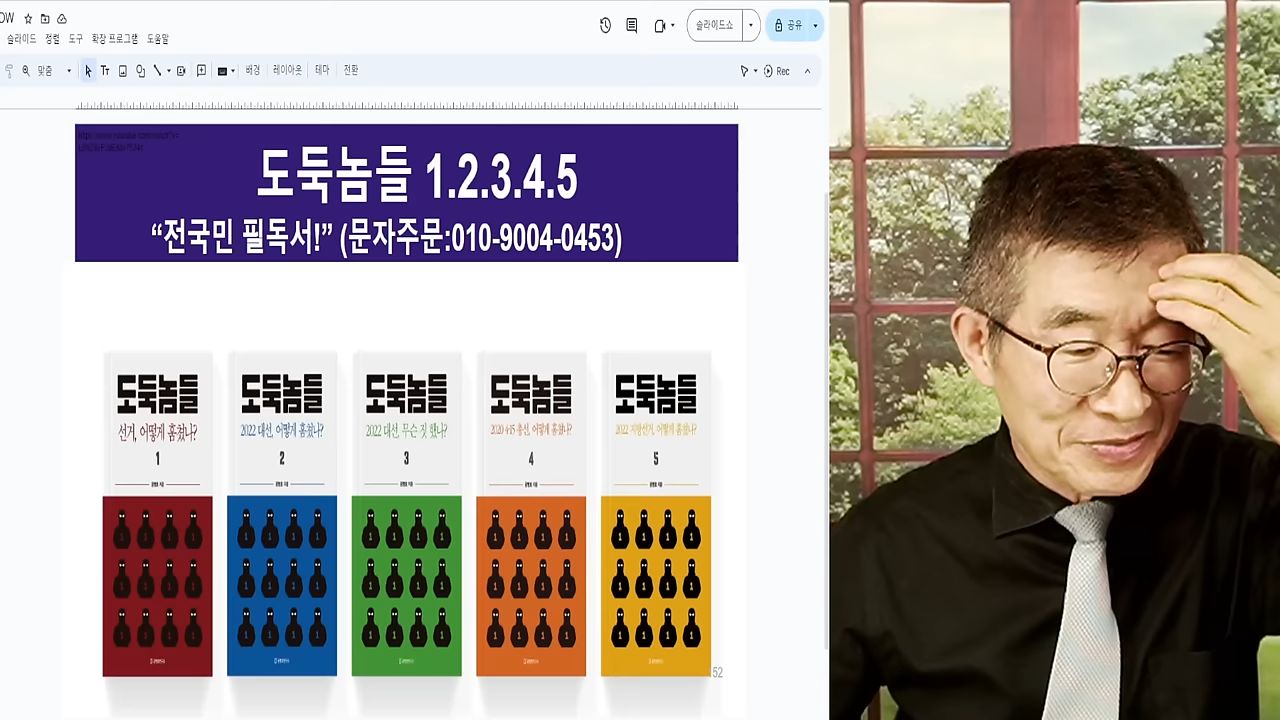 OW
슬라이드 정렬 도구 확장 프로그램 도움말
슬라이드쇼
공유
맞춤
Tт
배경 레이아웃 테마 전환
Rec
도둑놈들 1.2.3.4.5
“전국민 필독서!” (문자주문:010-9004-0453)
도둑놈들
선거, 어떻게 훔쳤나?
1
도둑놈들
2022 대선, 어떻게 훔쳤나?
2
도둑놈들
2022 대선, 무슨 짓 했나?
3
도둑놈들
2020 4·15 총선, 어떻게 훔쳤나?
4
도둑놈들
2022 지방선거, 어떻게 훔쳤나?
5
52